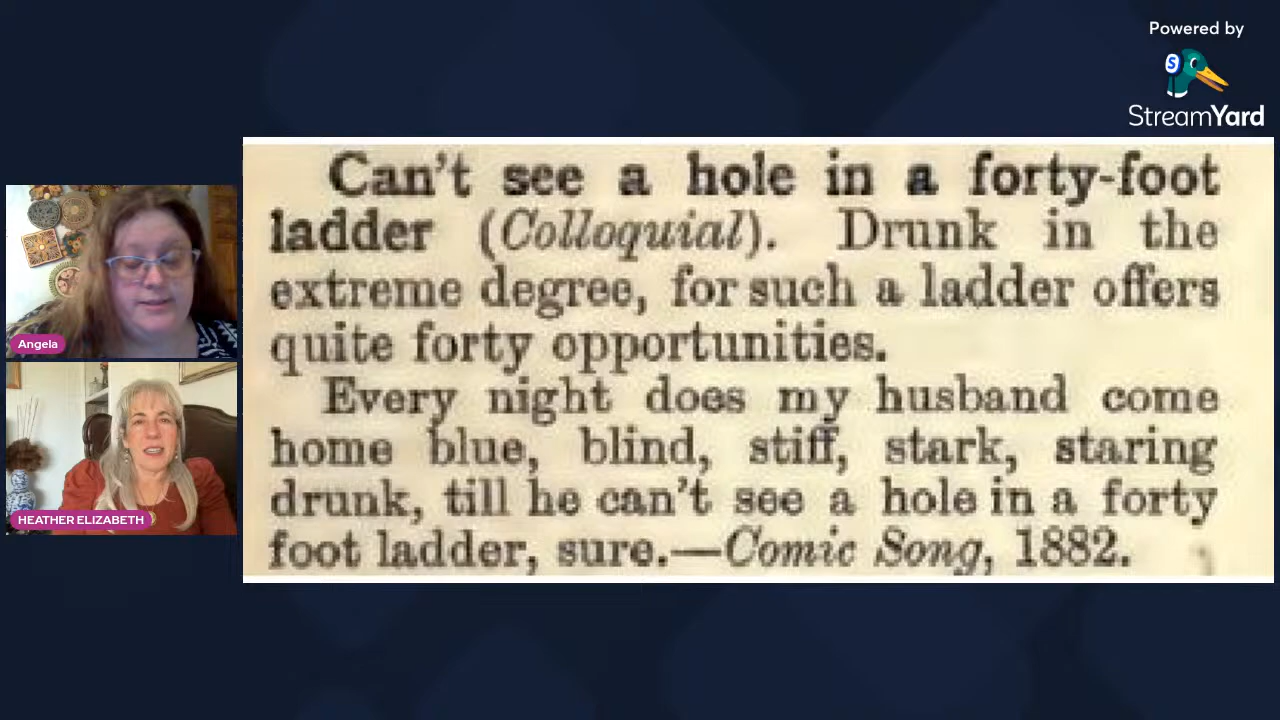 Powered by
StreamYard
Can't see a hole in a forty-foot
ladder (Colloquial). Drunk in the
extreme degree, for such a ladder offers
quite forty opportunities.
Every night does my husband come
home blue, blind, stiff, stark, staring
drunk, till he can't see a hole in a forty
foot ladder, sure.—Comic Song, 1882.
Angela
HEATHER ELIZABETH